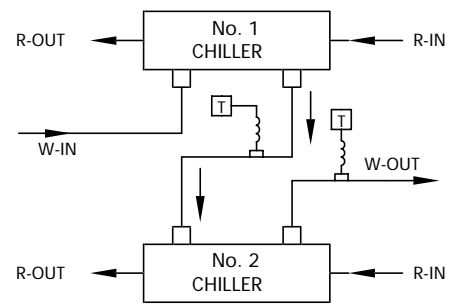 No. 1
R-OUT
CHILLER
R-IN
T
T
W-IN
W-OUT
No. 2
R-OUT
CHILLER
R-IN